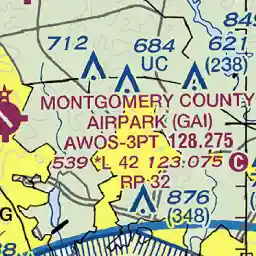 849
712 684 621
UC (238)
MONTGOMERY COUNTY
AIRPARK (GAI)
AWOS-3PT 128.275
539 *L 42 123.075 C
RP 32
876
(348)
G